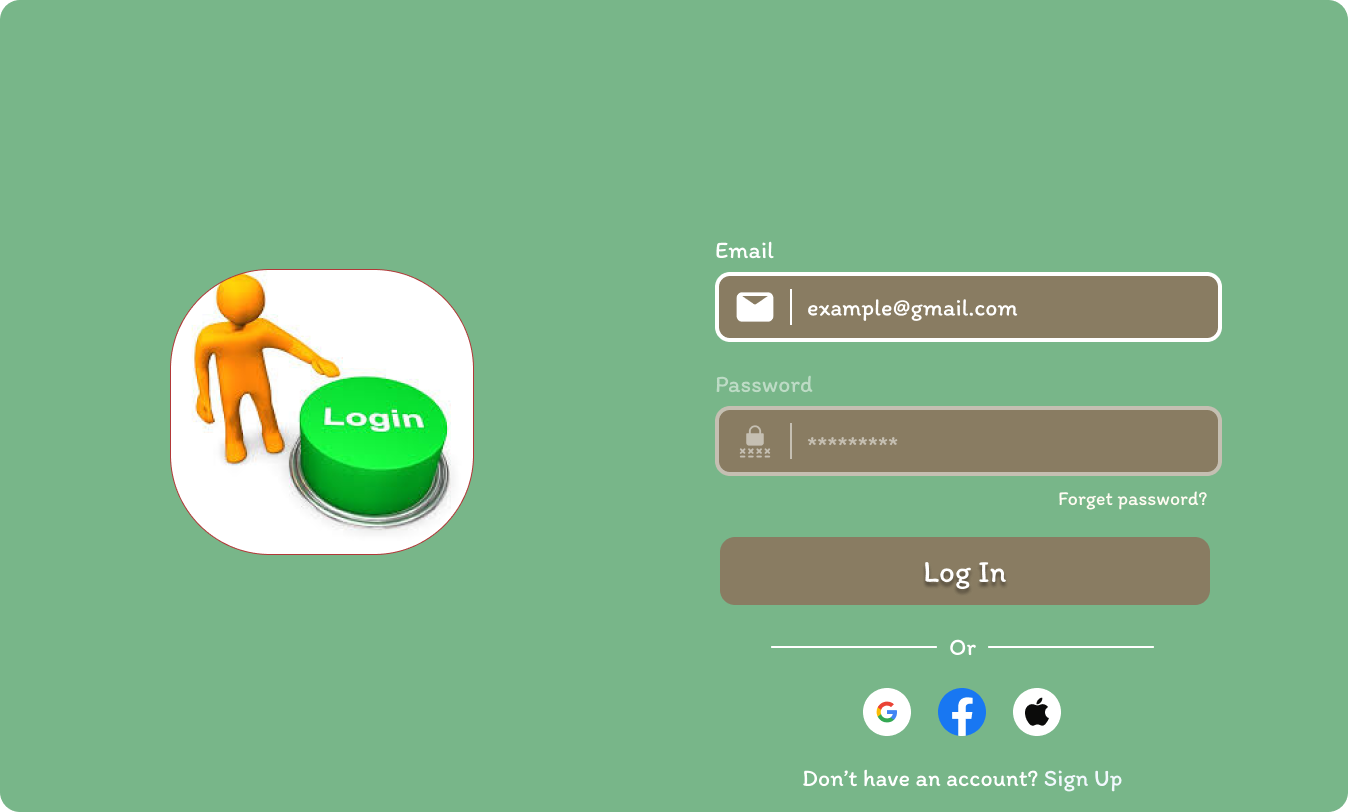 Login
Email
example@gmail.com
Password
*********
Forget password?
Log In
Or
Don’t have an account? Sign Up